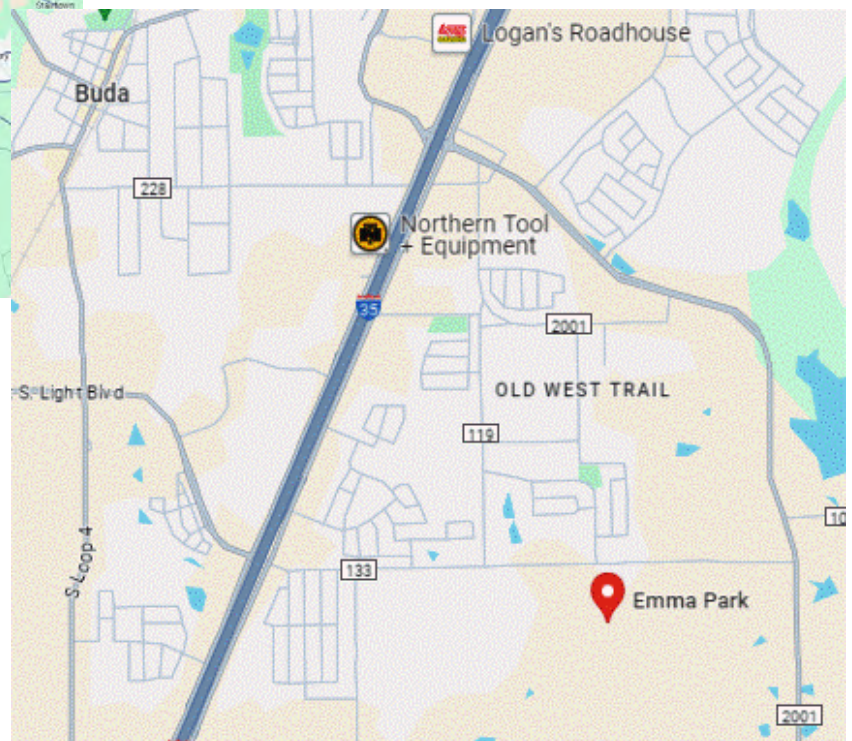 Logan's Roadhouse
Buda
228
Northern Tool
+ Equipment
35
2001
S. Light Blvd
OLD WEST TRAIL
119
S Loop 4
133
Emma Park
10
2001